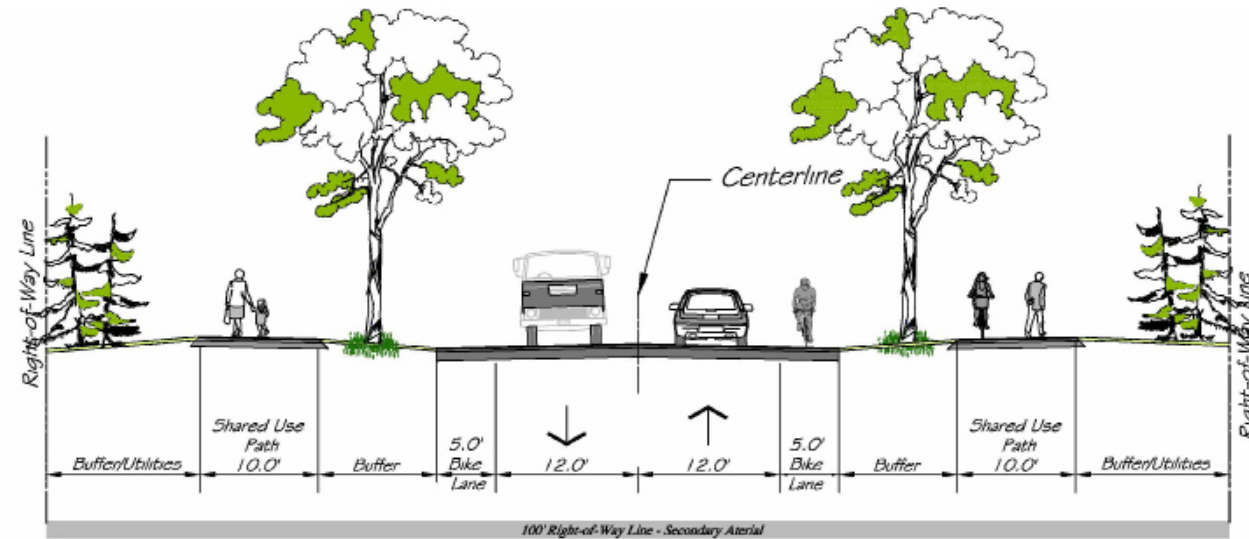 Centerline
Right-of-Way Line
Right-of-Way Line
Buffer/Utilities
Shared Use
Path
10.0'
Buffer
5.0'
Bike
Lane
12.0'
12.0'
5.0'
Bike
Lane
Buffer
Shared Use
Path
10.0'
Buffer/Utilities
100' Right-of-Way Line - Secondary Aterial